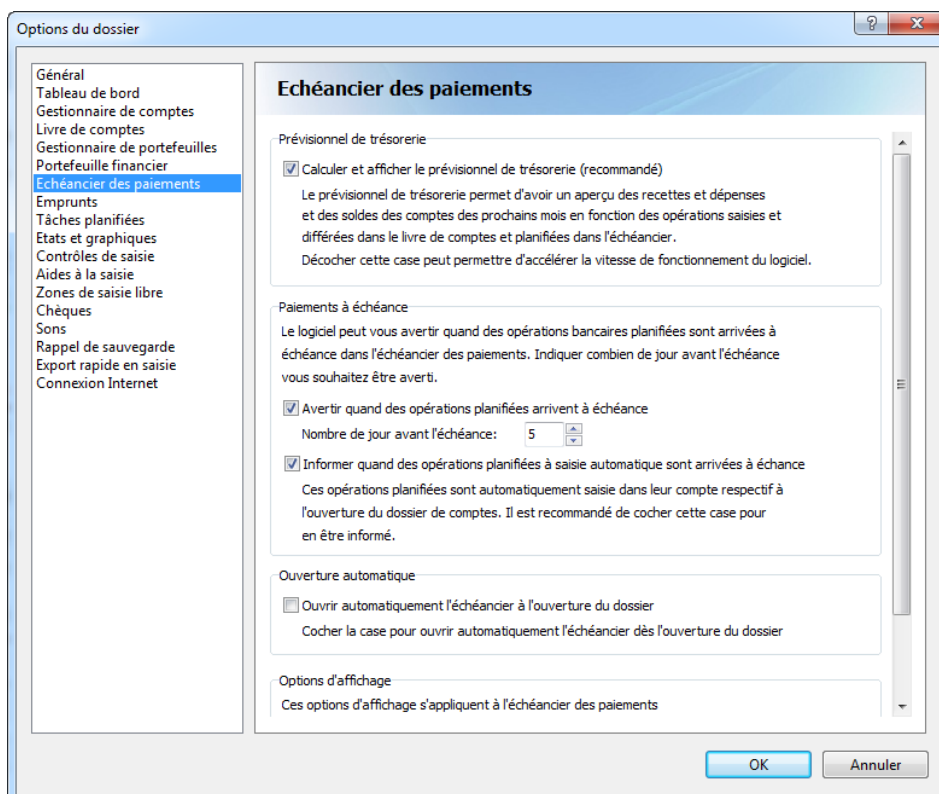 Options du dossier
Général
Tableau de bord
Gestionnaire de comptes
Livre de comptes
Gestionnaire de portefeuilles
Portefeuille financier
Echéancier des paiements
Emprunts
Tâches planifiées
Etats et graphiques
Contrôles de saisie
Aides à la saisie
Zones de saisie libre
Chèques
Sons
Rappel de sauvegarde
Export rapide en saisie
Connexion Internet
Echéancier des paiements
Prévisionnel de trésorerie
Calculer et afficher le prévisionnel de trésorerie (recommandé)
Le prévisionnel de trésorerie permet d'avoir un aperçu des recettes et dépenses
et des soldes des comptes des prochains mois en fonction des opérations saisies et
différées dans le livre de comptes et planifiées dans l'échéancier.
Décocher cette case peut permettre d'accélérer la vitesse de fonctionnement du logiciel.
Paiements à échéance
Le logiciel peut vous avertir quand des opérations bancaires planifiées sont arrivées à
échéance dans l'échéancier des paiements. Indiquer combien de jour avant l'échéance
vous souhaitez être averti.
Avertir quand des opérations planifiées arrivent à échéance
Nombre de jour avant l'échéance: 5
Informer quand des opérations planifiées à saisie automatique sont arrivées à échance
Ces opérations planifiées sont automatiquement saisie dans leur compte respectif à
l'ouverture du dossier de comptes. Il est recommandé de cocher cette case pour
en être informé.
Ouverture automatique
Ouvrir automatiquement l'échéancier à l'ouverture du dossier
Cocher la case pour ouvrir automatiquement l'échéancier dès l'ouverture du dossier
Options d'affichage
Ces options d'affichage s'appliquent à l'échéancier des paiements
OK
Annuler